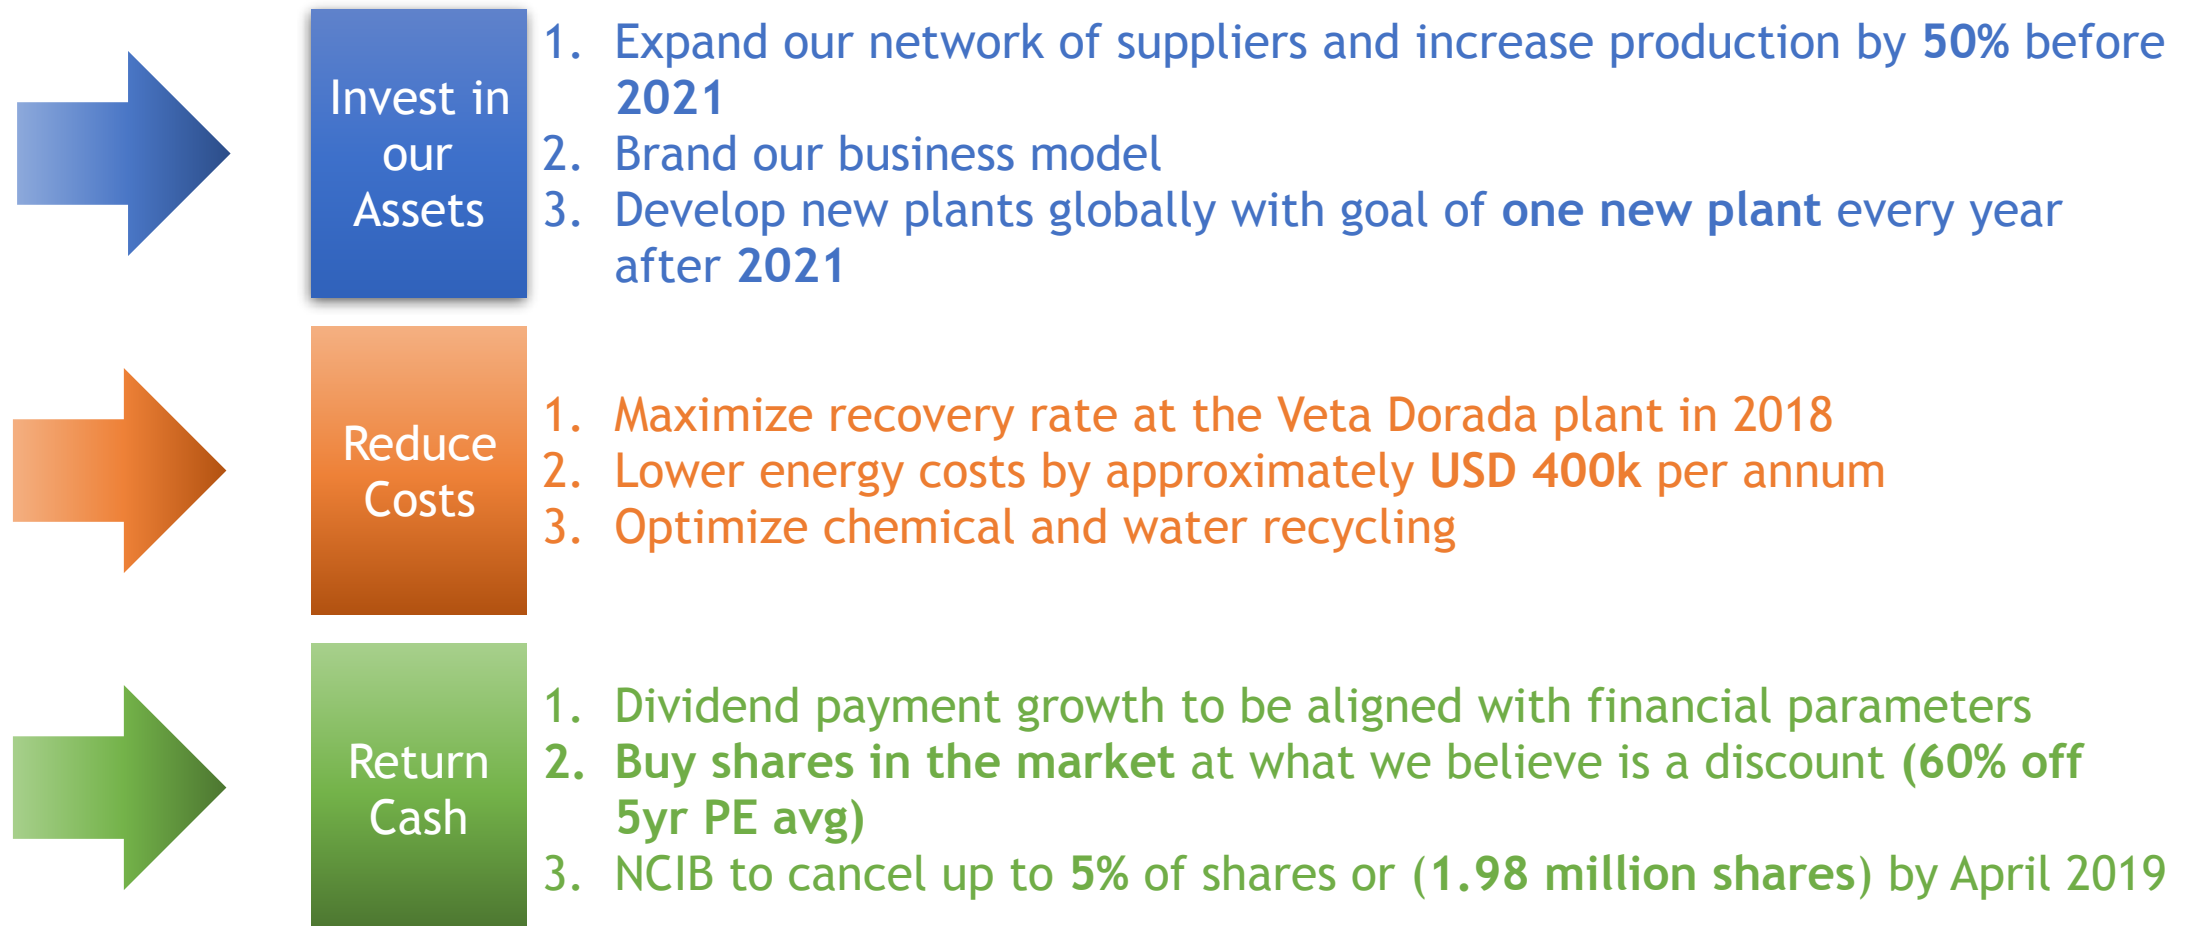 Invest in
our
Assets
1. Expand our network of suppliers and increase production by 50% before
2021
2. Brand our business model
3. Develop new plants globally with goal of one new plant every year
after 2021
Reduce
Costs
1. Maximize recovery rate at the Veta Dorada plant in 2018
2. Lower energy costs by approximately USD 400k per annum
3. Optimize chemical and water recycling
Return
Cash
1. Dividend payment growth to be aligned with financial parameters
2. Buy shares in the market at what we believe is a discount (60% off
5yr PE avg)
3. NCIB to cancel up to 5% of shares or (1.98 million shares) by April 2019